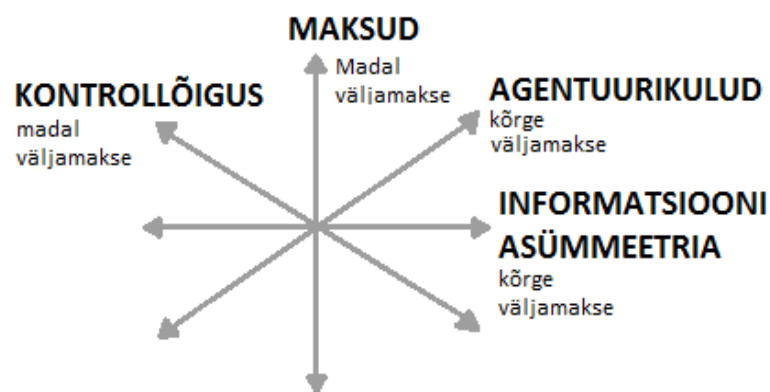 MAKSUD
Madal
väljamakse
KONTROLLÕIGUS
madal
väljamakse
AGENTUURIKULUD
kõrge
väljamakse
INFORMATSIOONI
ASÜMMEETRIA
kõrge
väljamakse